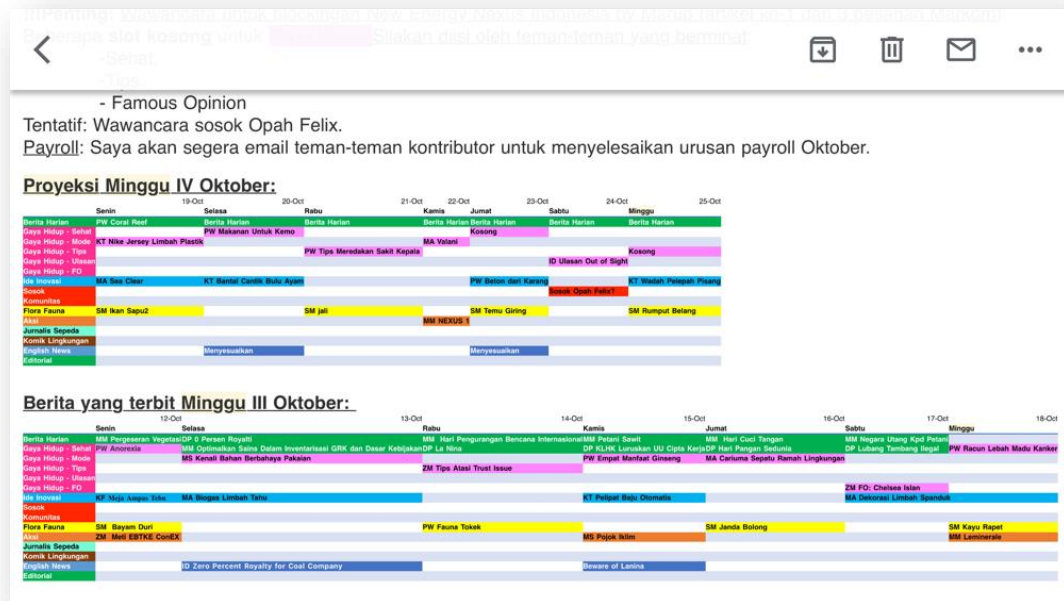 - Famous Opinion
Tentatif: Wawancara sosok Opah Felix.
Payroll: Saya akan segera email teman-teman kontributor untuk menyelesaikan urusan payroll Oktober.
Proyeksi Minggu IV Oktober:
19-Oct 20-Oct 21-Oct 22-Oct 23-Oct 24-Oct 25-Oct
Senin Selasa Rabu Kamis Jumat Sabtu Minggu
Berita Harian PW Coral Reef Berita Harian Berita Harian Berita Harian Berita Harian Berita Harian Berita Harian
Gaya Hidup - Sehat PW Makanan Untuk Kemo Kosong
Gaya Hidup - Mode KT Nike Jersey Limbah Plastik MA Valani
Gaya Hidup - Tips PW Tips Meredakan Sakit Kepala Kosong
Gaya Hidup - Ulasan ID Ulasan Out of Sight
Gaya Hidup - FO
Ide Inovasi MA Sea Clear KT Bantal Cantik Bulu Ayam PW Beton dari Karang KT Wadah Pelepah Pisang
Sosok Sosok Opah Felix?
Komunitas
Flora Fauna SM Ikan Sapu2 SM jali SM Temu Giring SM Rumput Belang
Aksi MM NEXUS 1
Jurnalis Sepeda
Komik Lingkungan
English News Menyesuaikan Menyesuaikan
Editorial
Berita yang terbit Minggu III Oktober:
12-Oct 13-Oct 14-Oct 15-Oct 16-Oct 17-Oct 18-Oct
Senin Selasa Rabu Kamis Jumat Sabtu Minggu
Berita Harian MM Pergeseran Vegetasi DP 0 Persen Royalti MM Hari Pengurangan Bencana Internasional MM Petani Sawit MM Hari Cuci Tangan MM Negara Utang Kpd Petani
Gaya Hidup - Sehat PW Anorexia MM Optimalkan Sains Dalam Inventarisasi GRK dan Dasar Kebijakan DP La Nina DP KLHK Luruskan UU Cipta Kerja DP Hari Pangan Sedunia DP Lubang Tambang Ilegal PW Racun Lebah Madu Kanker
Gaya Hidup - Mode MS Kenali Bahan Berbahaya Pakaian PW Empat Manfaat Ginseng MA Cariuma Sepatu Ramah Lingkungan
Gaya Hidup - Tips ZM Tips Atasi Trust Issue
Gaya Hidup - Ulasan
Gaya Hidup - FO ZM FO: Chelsea Islan
Ide Inovasi KF Meja Ampas Tebu MA Biogas Limbah Tahu KT Pelipat Baju Otomatis MA Dekorasi Limbah Spanduk
Sosok
Komunitas
Flora Fauna SM Bayam Duri PW Fauna Tokek SM Janda Bolong SM Kayu Rapet
Aksi ZM Meti EBTKE ConEX MS Pojok Iklim MM Leminerale
Jurnalis Sepeda
Komik Lingkungan
English News ID Zero Percent Royalty for Coal Company Beware of Lanina
Editorial